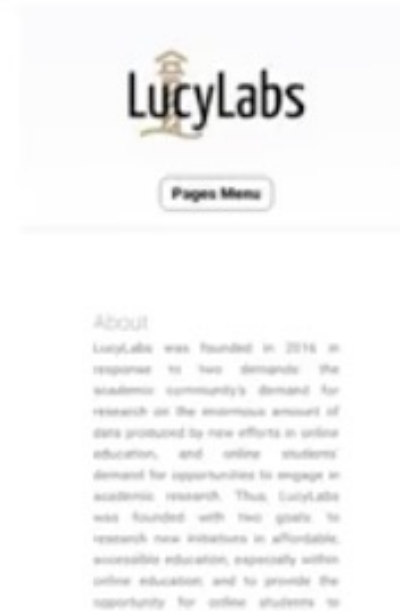 LucyLabs
Pages Menu
About
LucyLabs was founded in 2016 in
response to two demands: the
academic community's demand for
research on the enormous amount of
data produced by new efforts in online
education, and online students'
demand for opportunities to engage in
academic research. Thus, LucyLabs
was founded with two goals: to
research new initiatives in affordable,
accessible education, especially within
online education; and to provide the
opportunity for online students to